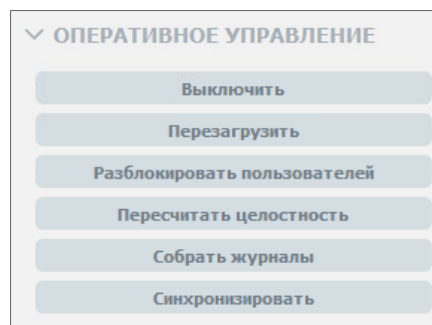 ОПЕРАТИВНОЕ УПРАВЛЕНИЕ
Выключить
Перезагрузить
Разблокировать пользователей
Пересчитать целостность
Собрать журналы
Синхронизировать